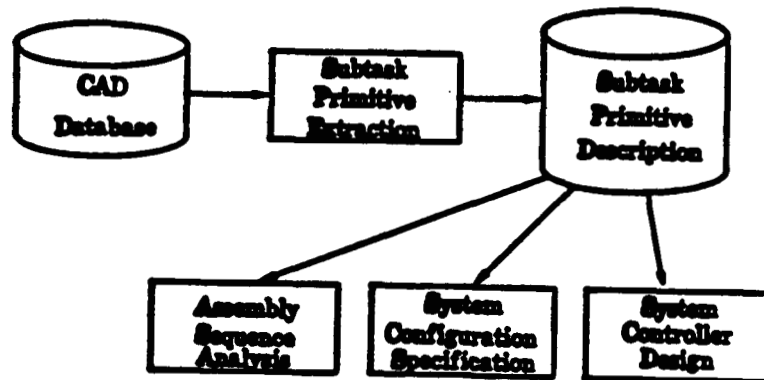 CAD
Database
Subtask
Primitive
Extraction
Subtask
Primitive
Description
Assembly
Sequence
Analysis
System
Configuration
Specification
System
Controller
Design